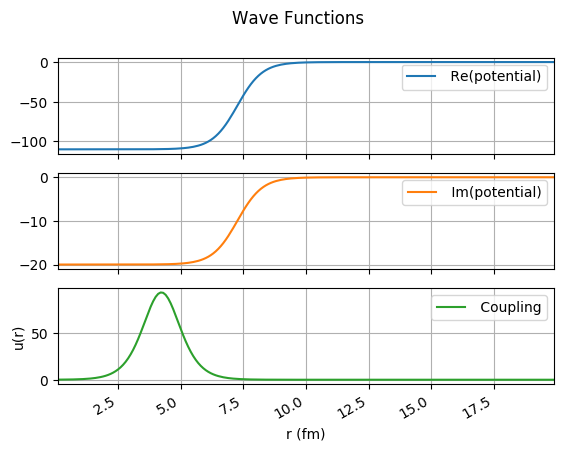 Wave Functions
0
−50
−100
Re(potential)
0
−10
−20
Im(potential)
50
0
u(r)
Coupling
2.5
5.0
7.5
10.0
12.5
15.0
17.5
r (fm)